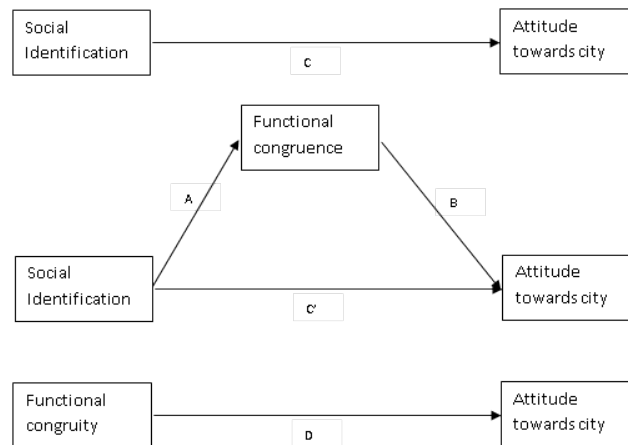 Social
Identification
Attitude
towards city
C
Functional
congruence
A
B
Social
Identification
Attitude
towards city
C'
Functional
congruity
Attitude
towards city
D